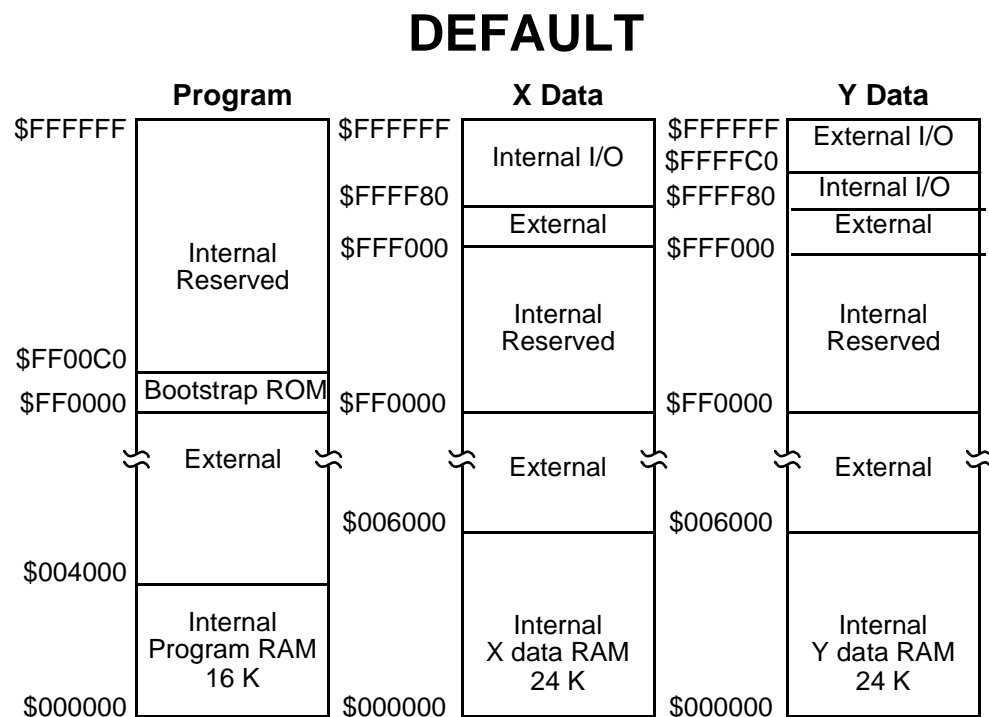 DEFAULT
Program
$FFFFFF
Internal
Reserved
$FF00C0
Bootstrap ROM
$FF0000
External
$004000
Internal
Program RAM
16 K
$000000
X Data
$FFFFFF
Internal I/O
$FFFF80
External
$FFF000
Internal
Reserved
$FF0000
External
$006000
Internal
X data RAM
24 K
$000000
Y Data
$FFFFFF
External I/O
$FFFFC0
Internal I/O
$FFFF80
External
$FFF000
Internal
Reserved
$FF0000
External
$006000
Internal
Y data RAM
24 K
$000000